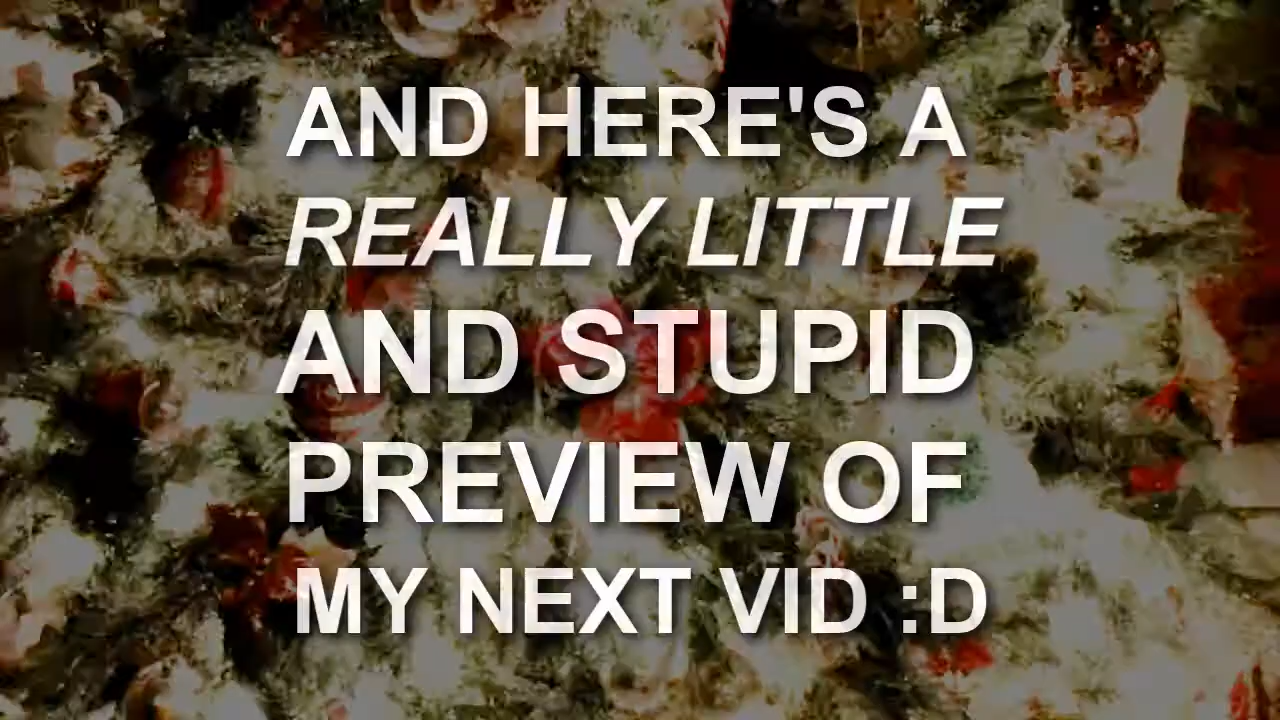 AND HERE'S A
REALLY LITTLE
AND STUPID
PREVIEW OF
MY NEXT VID :D